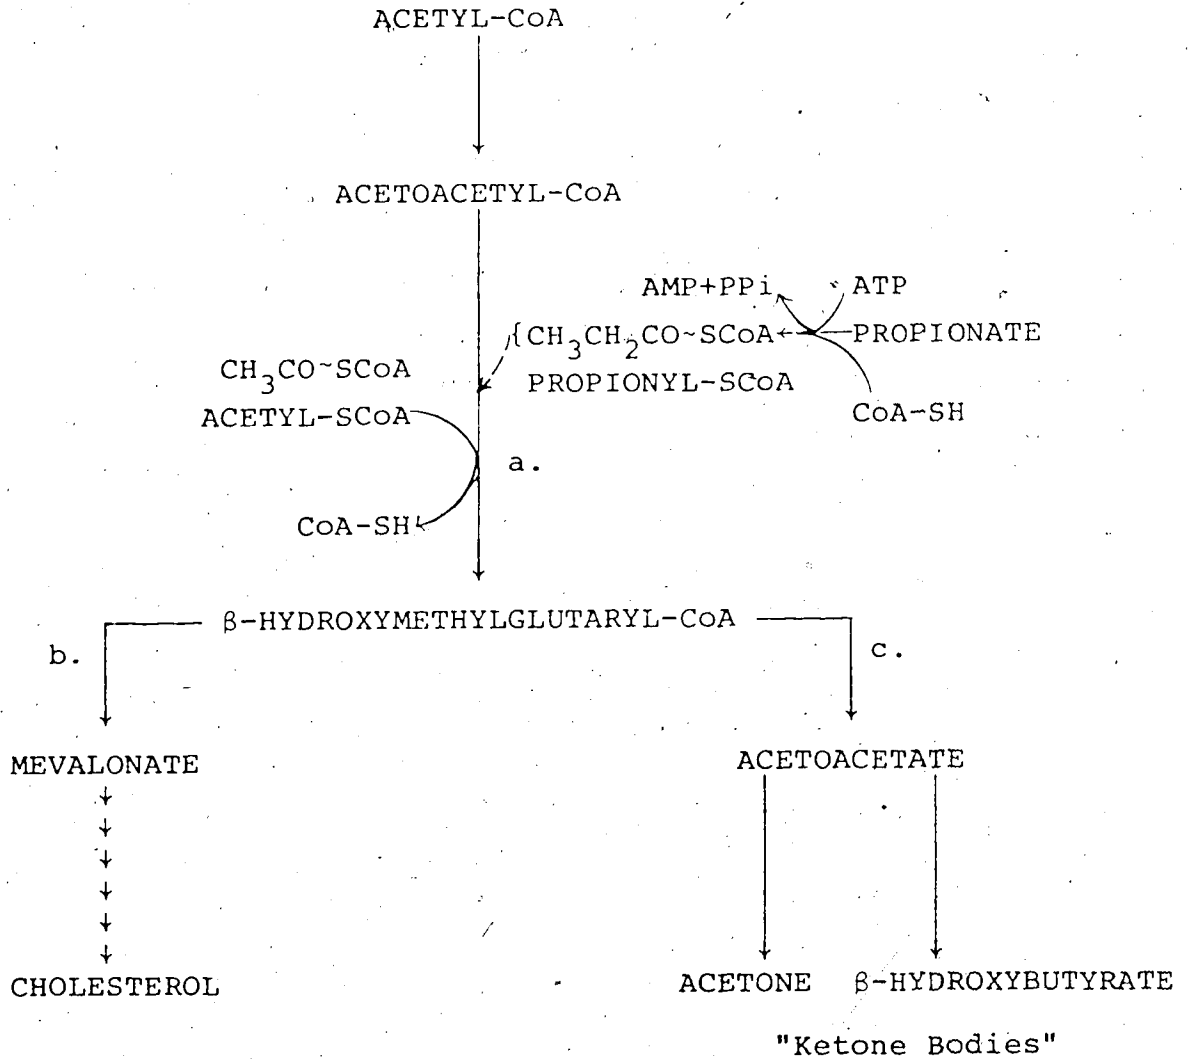 ACETYL-CoA
ACETOACETYL-CoA
AMP+PPi
ATP
{CH3CH2CO~SCoA
PROPIONATE
CH3CO~SCoA
PROPIONYL-SCoA
ACETYL-SCoA
CoA-SH
a.
CoA-SH
β-HYDROXYMETHYLGLUTARYL-CoA
b.
c.
MEVALONATE
ACETOACETATE
CHOLESTEROL
ACETONE
β-HYDROXYBUTYRATE
"Ketone Bodies"